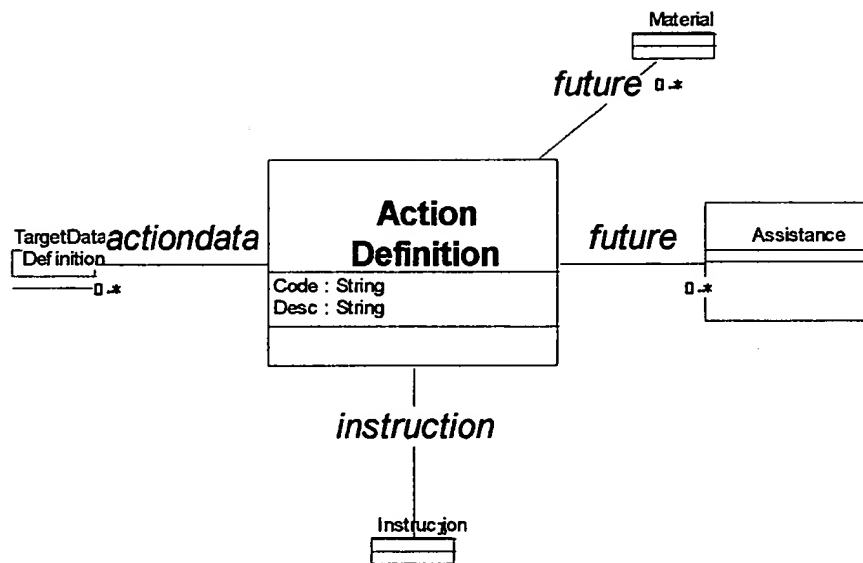 Material
future 0..*
Action
Definition
TargetData
Definition
actiondata
future
Assistance
0..*
0..*
Code : String
Desc : String
instruction
Instruction